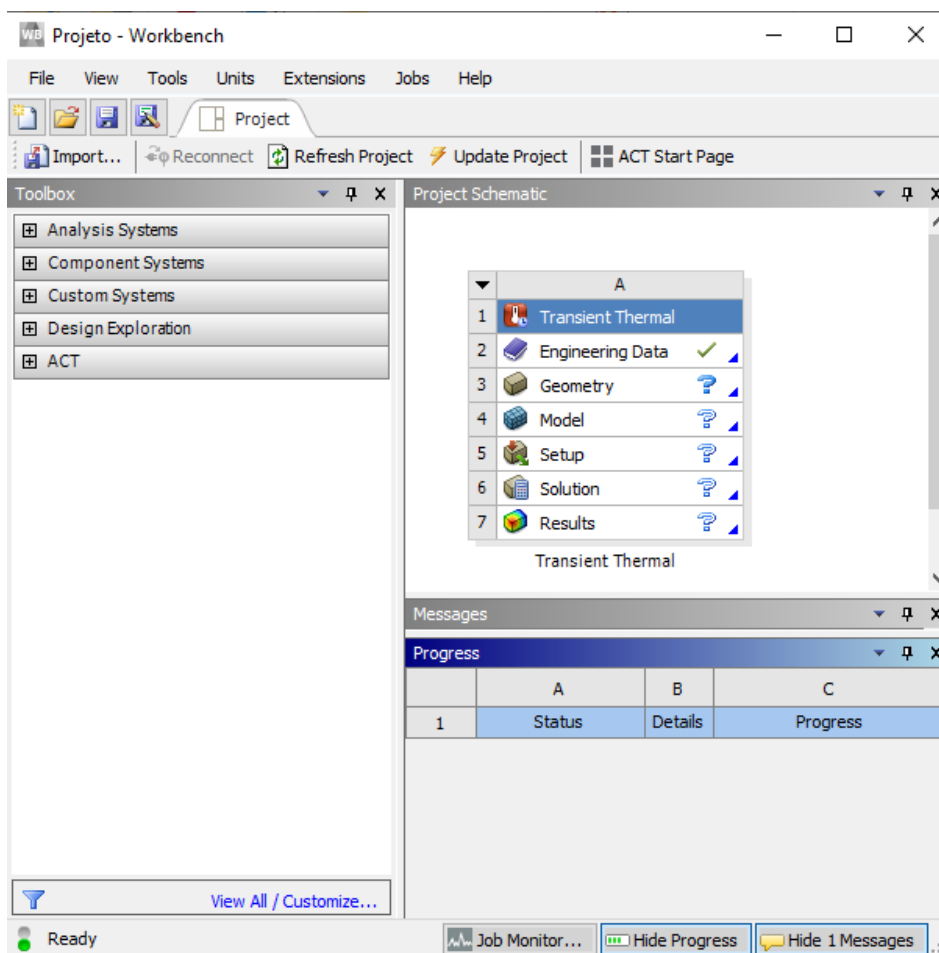 WB Projeto - Workbench
File View Tools Units Extensions Jobs Help
Project
Import... Reconnect Refresh Project Update Project ACT Start Page
Toolbox
Analysis Systems
Component Systems
Custom Systems
Design Exploration
ACT
View All / Customize...
Project Schematic
A
1 Transient Thermal
2 Engineering Data
3 Geometry ?
4 Model ?
5 Setup ?
6 Solution ?
7 Results ?
Transient Thermal
Messages
Progress
A B C
1 Status Details Progress
Ready Job Monitor... Hide Progress Hide 1 Messages